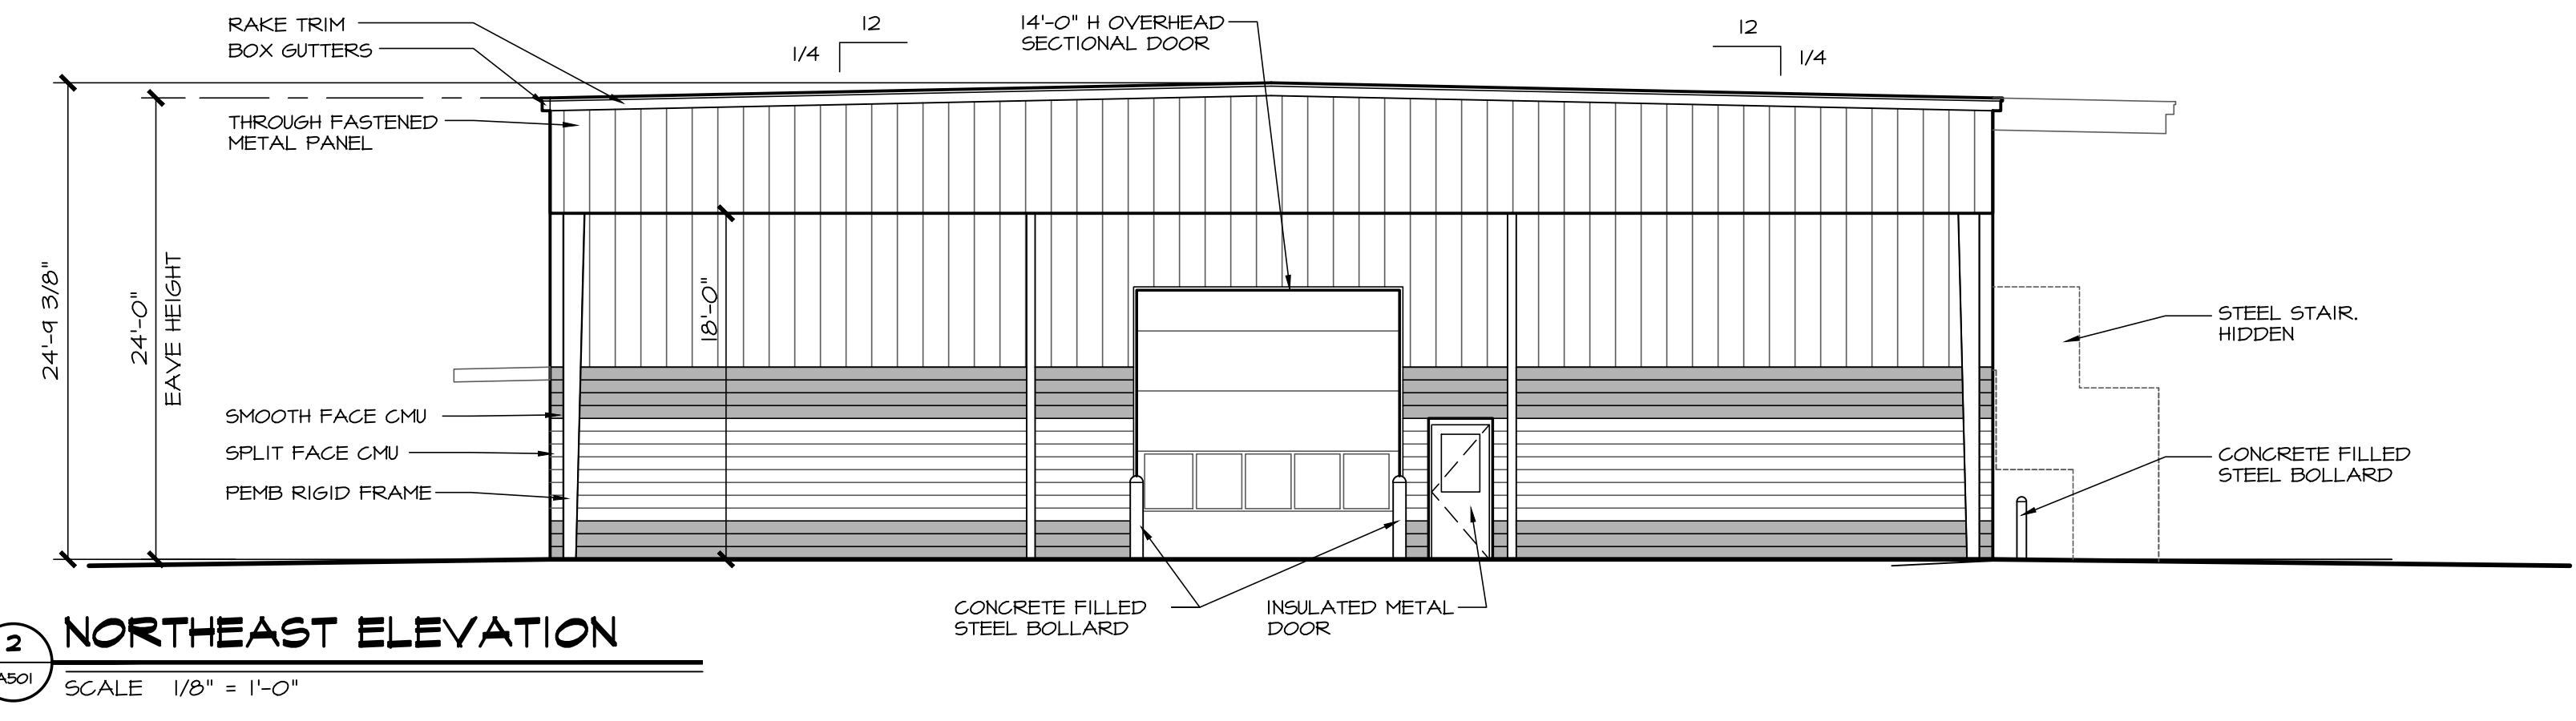 RAKE TRIM
BOX GUTTERS
12
1/4
14'-0" H OVERHEAD
SECTIONAL DOOR
12
1/4
THROUGH FASTENED
METAL PANEL
24'-9 3/8"
24'-0"
EAVE HEIGHT
18'-0"
STEEL STAIR.
HIDDEN
SMOOTH FACE CMU
SPLIT FACE CMU
PEMB RIGID FRAME
CONCRETE FILLED
STEEL BOLLARD
CONCRETE FILLED
STEEL BOLLARD
INSULATED METAL
DOOR
2
A501
NORTHEAST ELEVATION
SCALE 1/8" = 1'-0"